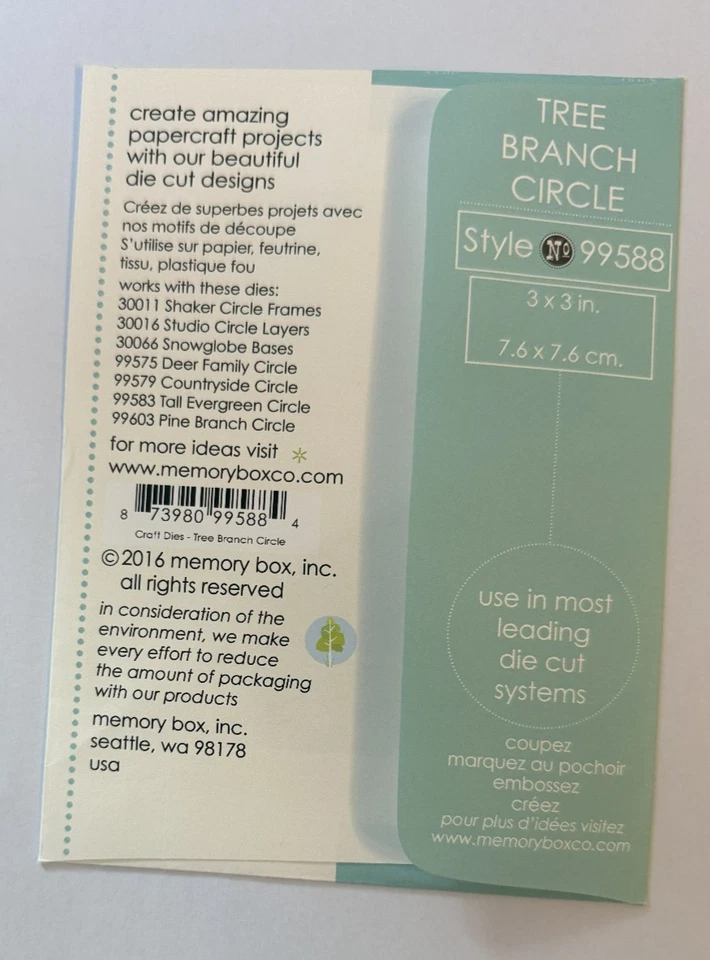 create amazing
papercraft projects
with our beautiful
die cut designs
Créez de superbes projets avec
nos motifs de découpe
S'utilise sur papier, feutrine,
tissu, plastique fou
works with these dies:
30011 Shaker Circle Frames
30016 Studio Circle Layers
30066 Snowglobe Bases
99575 Deer Family Circle
99579 Countryside Circle
99583 Tall Evergreen Circle
99603 Pine Branch Circle
for more ideas visit
www.memoryboxco.com
8 73980 99588 4
Craft Dies - Tree Branch Circle
©2016 memory box, inc.
all rights reserved
in consideration of the
environment, we make
every effort to reduce
the amount of packaging
with our products
memory box, inc.
seattle, wa 98178
usa
TREE
BRANCH
CIRCLE
Style No 99588
3 x 3 in.
7.6 x 7.6 cm.
use in most
leading
die cut
systems
coupez
marquez au pochoir
embossez
créez
pour plus d'idées visitez
www.memoryboxco.com